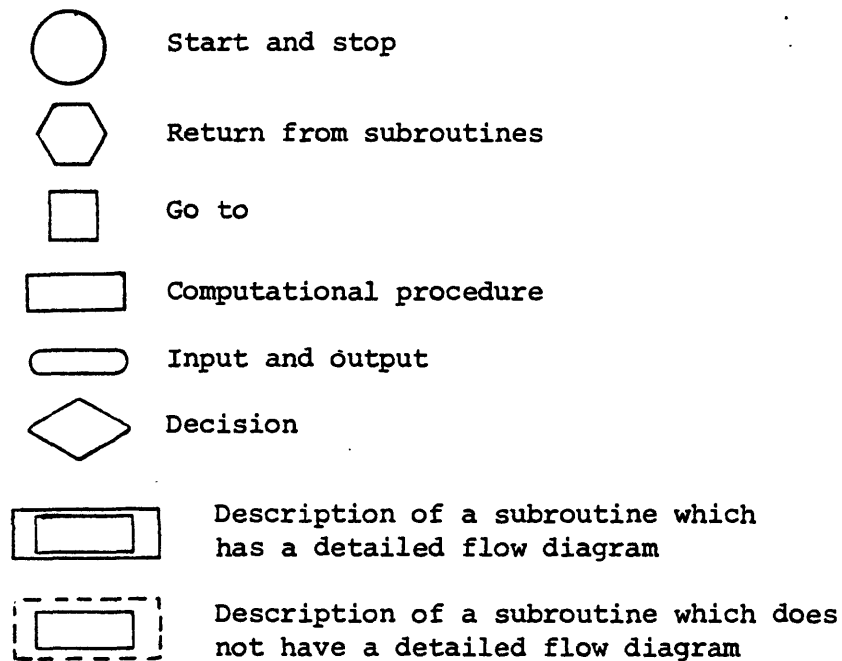 Start and stop
Return from subroutines
Go to
Computational procedure
Input and output
Decision
Description of a subroutine which
has a detailed flow diagram
Description of a subroutine which does
not have a detailed flow diagram